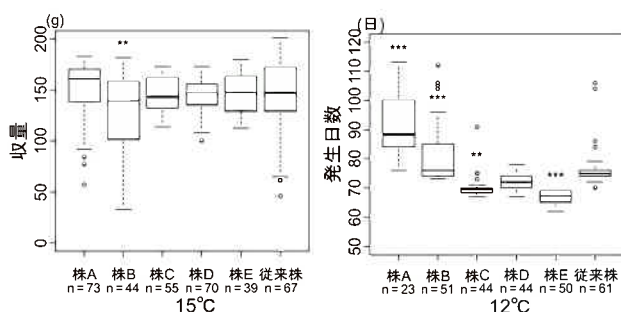 (g)
200
150
100
50
0
収量
**
株A 株B 株C 株D 株E 従来株
n=73 n=44 n=55 n=70 n=39 n=67
15℃
(日)
120
110
100
90
80
70
60
50
発生日数
***
***
**
***
株A 株B 株C 株D 株E 従来株
n=23 n=51 n=44 n=44 n=50 n=61
12℃